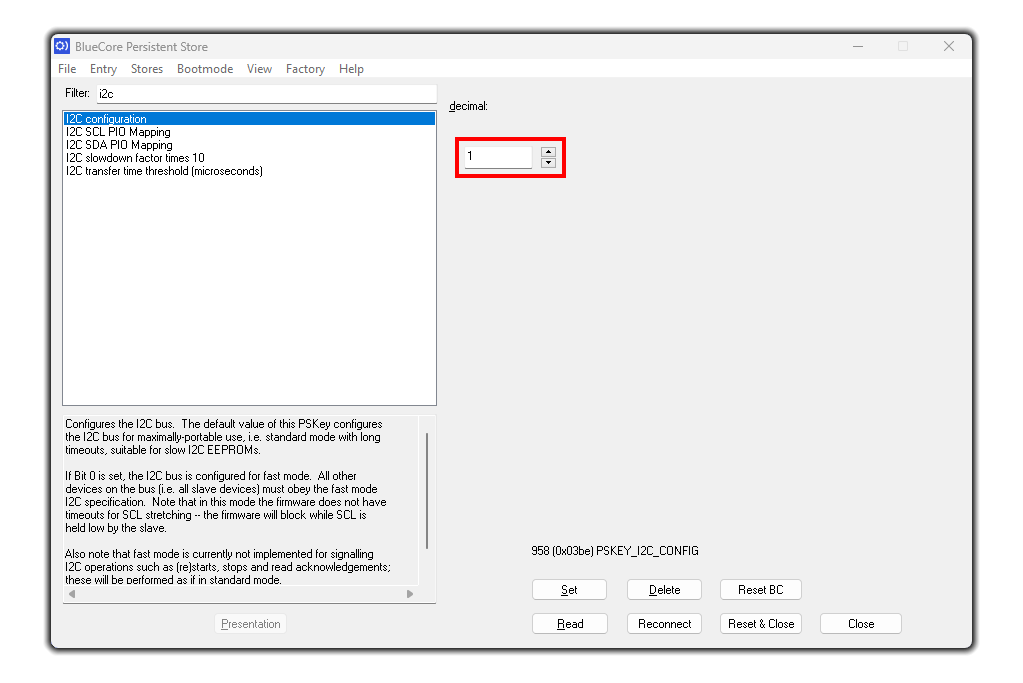 BlueCore Persistent Store
File Entry Stores Bootmode View Factory Help
Filter: i2c
I2C configuration
I2C SCL PIO Mapping
I2C SDA PIO Mapping
I2C slowdown factor times 10
I2C transfer time threshold (microseconds)
decimal:
1
Configures the I2C bus. The default value of this PSKey configures
the I2C bus for maximally-portable use, i.e. standard mode with long
timeouts, suitable for slow I2C EEPROMs.
If Bit 0 is set, the I2C bus is configured for fast mode. All other
devices on the bus (i.e. all slave devices) must obey the fast mode
I2C specification. Note that in this mode the firmware does not have
timeouts for SCL stretching -- the firmware will block while SCL is
held low by the slave.
Also note that fast mode is currently not implemented for signalling
I2C operations such as (re)starts, stops and read acknowledgements;
these will be performed as if in standard mode.
Presentation
958 (0x03be) PSKEY_I2C_CONFIG
Set Delete Reset BC
Read Reconnect Reset & Close Close